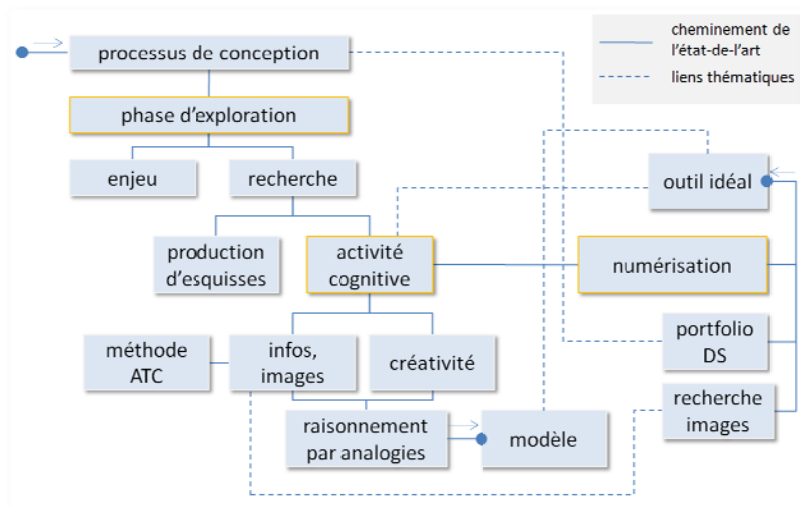 processus de conception
cheminement de
l'état-de-l'art
liens thématiques
phase d'exploration
enjeu
recherche
outil idéal
production
d'esquisses
activité
cognitive
numérisation
méthode
ATC
infos,
images
créativité
portfolio
DS
raisonnement
par analogies
modèle
recherche
images